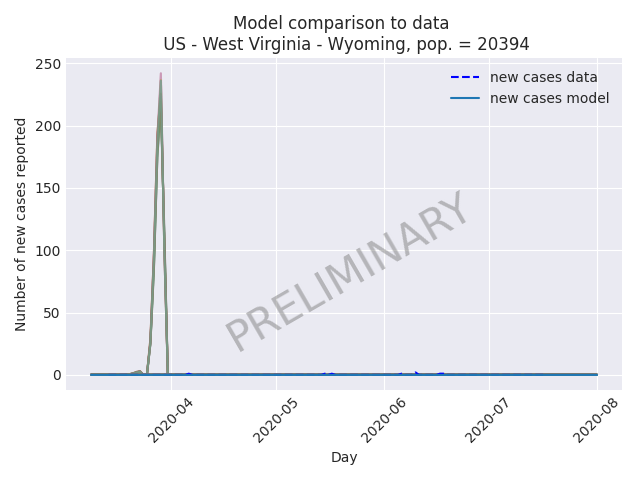 Model comparison to data
US - West Virginia - Wyoming, pop. = 20394
Number of new cases reported
250
200
150
100
50
0
new cases data
new cases model
PRELIMINARY
2020-04
2020-05
2020-06
2020-07
2020-08
Day